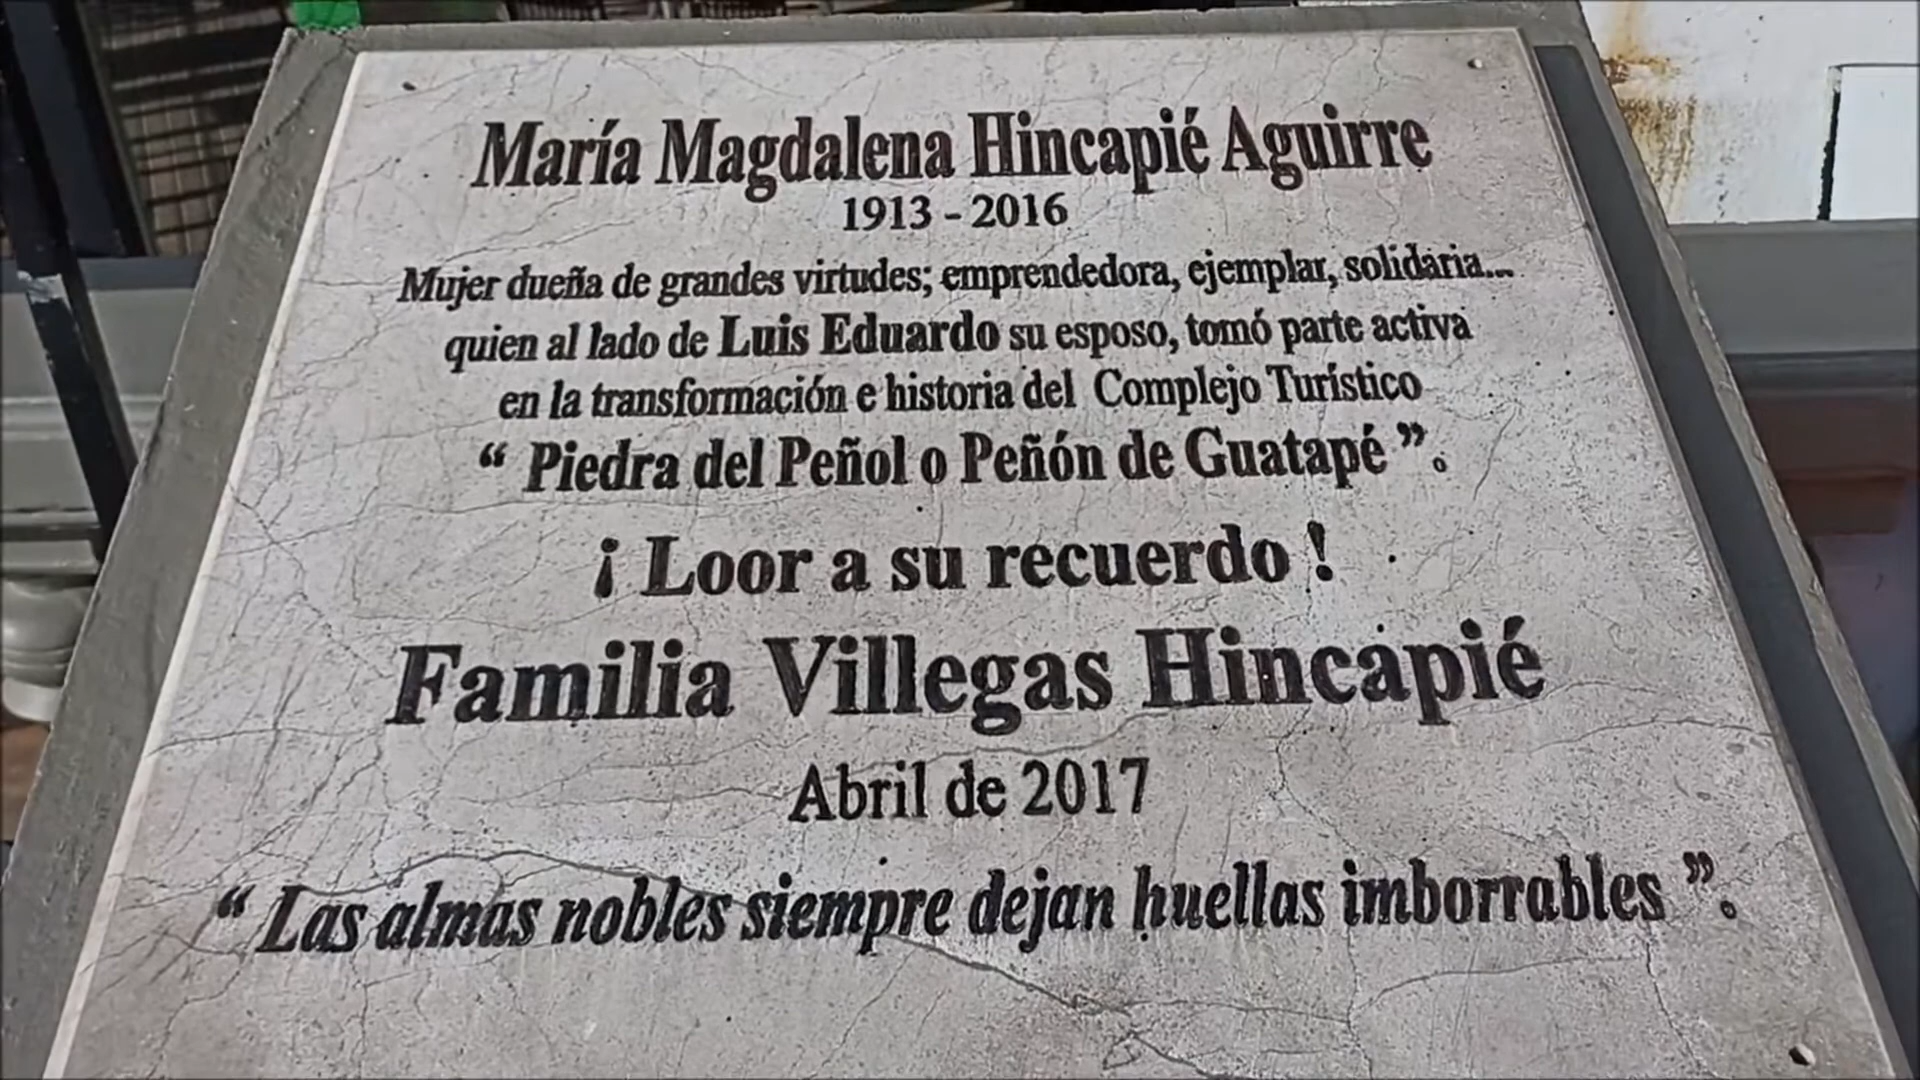 María Magdalena Hincapié Aguirre
1913 - 2016
Mujer dueña de grandes virtudes; emprendedora, ejemplar, solidaria...
quien al lado de Luis Eduardo su esposo, tomó parte activa
en la transformación e historia del Complejo Turístico
“ Piedra del Peñol o Peñón de Guatapé ”.
¡ Loor a su recuerdo !
Familia Villegas Hincapié
Abril de 2017
“ Las almas nobles siempre dejan huellas imborrables ”.